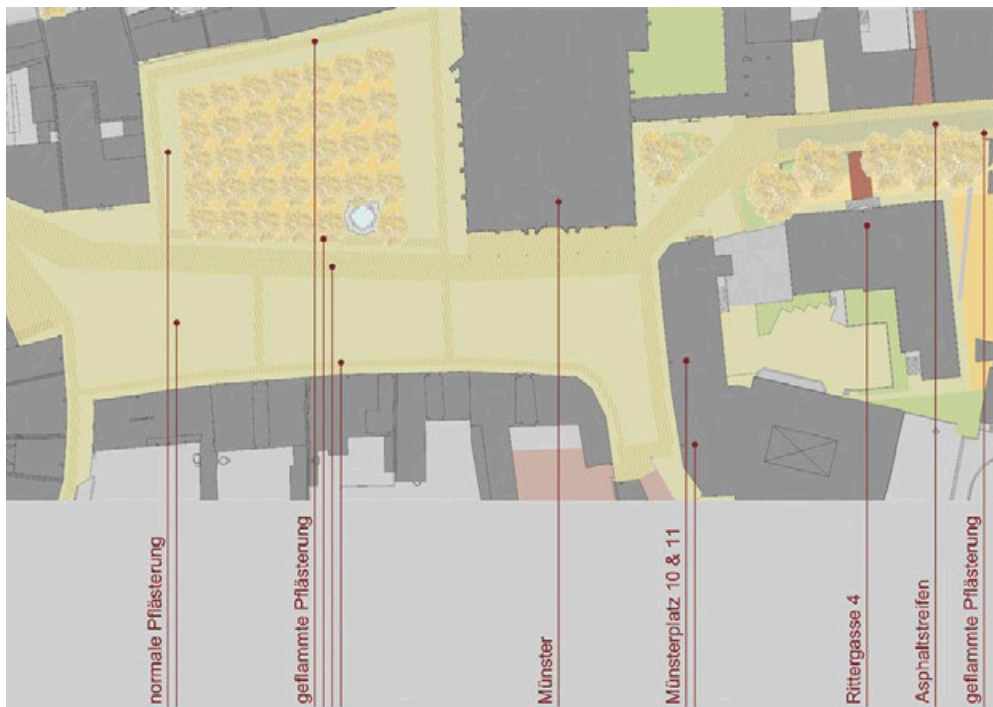 normale Pflästerung
geflammte Pflästerung
Münster
Münsterplatz 10 & 11
Rittergasse 4
Asphaltstreifen
geflammte Pflästerung